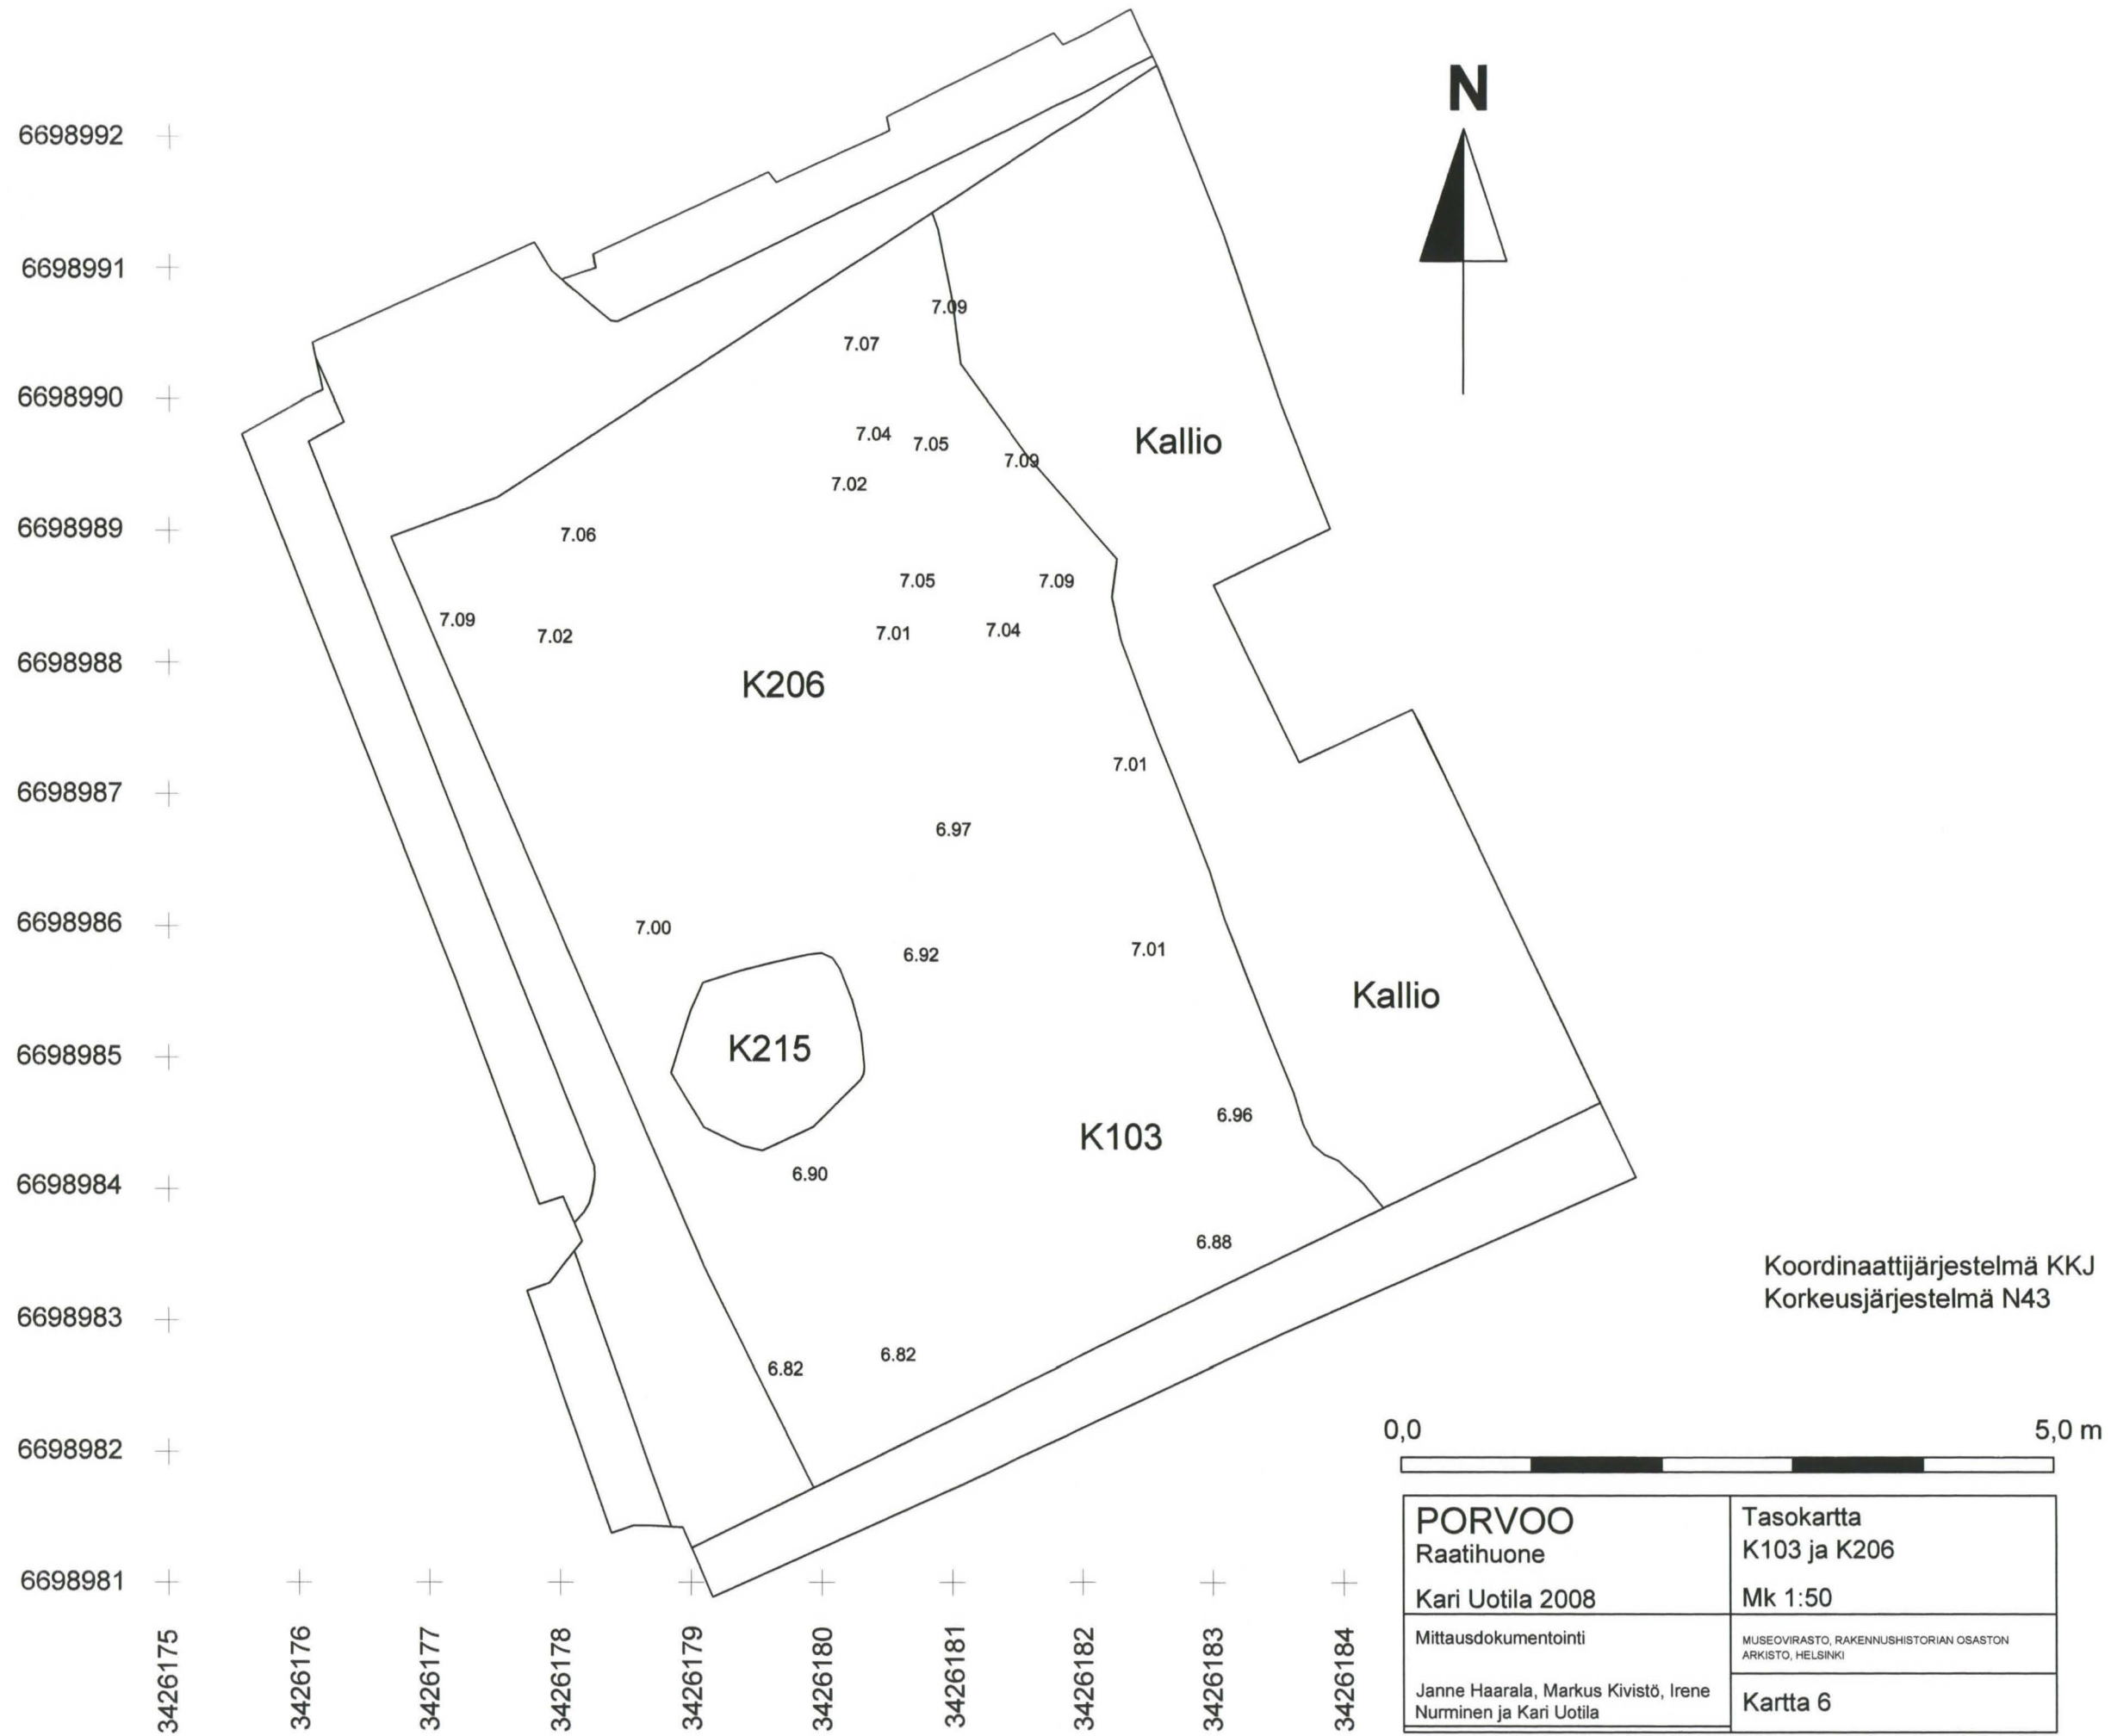 N
6698992
6698991
6698990
6698989
6698988
6698987
6698986
6698985
6698984
6698983
6698982
6698981
7.09
7.07
7.04
7.05
7.09
7.02
7.06
7.05
7.09
7.09
7.02
7.01
7.04
Kallio
K206
7.01
6.97
7.00
6.92
7.01
Kallio
K215
K103
6.96
6.90
6.88
6.82
6.82
3426175
3426176
3426177
3426178
3426179
3426180
3426181
3426182
3426183
3426184
Koordinaattijärjestelmä KKJ
Korkeusjärjestelmä N43
0,0
5,0 m
PORVOO
Raatihuone
Kari Uotila 2008
Tasokartta
K103 ja K206
Mk 1:50
Mittausdokumentointi
Janne Haarala, Markus Kivistö, Irene
Nurminen ja Kari Uotila
MUSEOVIRASTO, RAKENNUSHISTORIAN OSASTON
ARKISTO, HELSINKI
Kartta 6